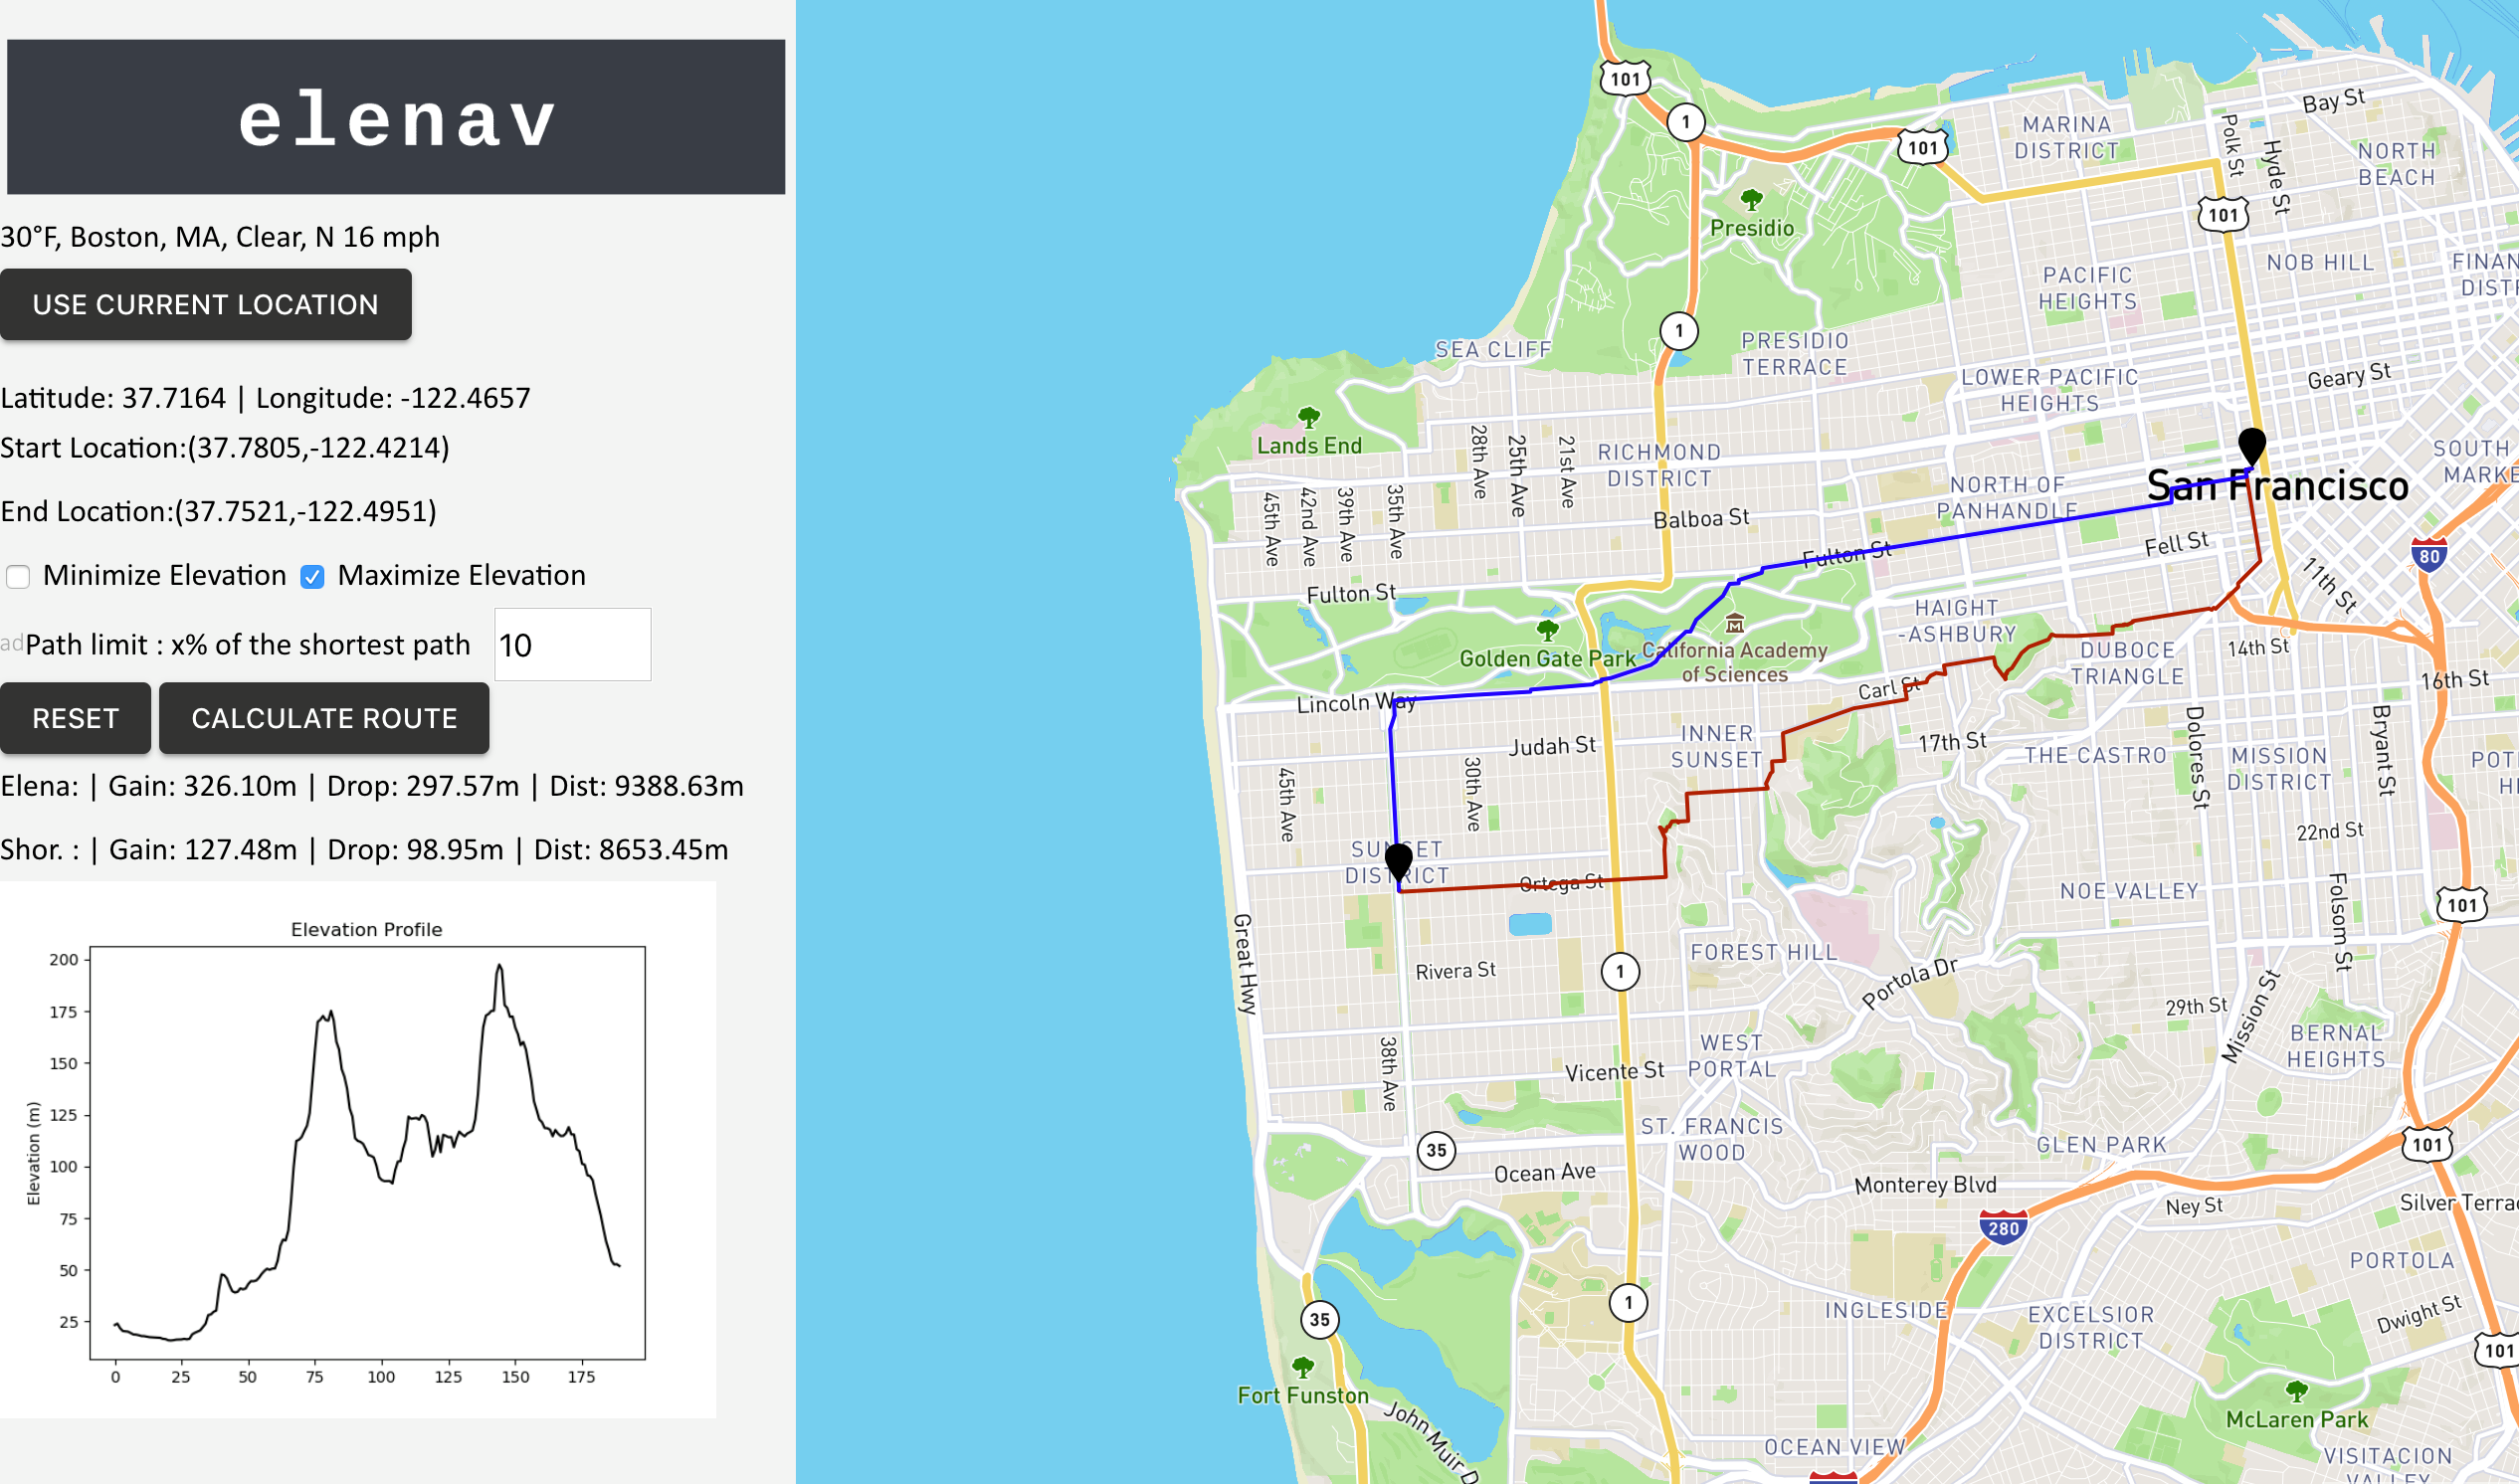 elenav
30°F, Boston, MA, Clear, N 16 mph
USE CURRENT LOCATION
Latitude: 37.7164 | Longitude: -122.4657
Start Location:(37.7805,-122.4214)
End Location:(37.7521,-122.4951)
Minimize Elevation Maximize Elevation
ad Path limit : x% of the shortest path 10
RESET CALCULATE ROUTE
Elena: | Gain: 326.10m | Drop: 297.57m | Dist: 9388.63m
Shor. : | Gain: 127.48m | Drop: 98.95m | Dist: 8653.45m
Elevation Profile
Elevation (m)
200
175
150
125
100
75
50
25
0 25 50 75 100 125 150 175
101
1
101
MARINA
DISTRICT
Polk St
Hyde St
Bay St
NORTH
BEACH
Presidio
101
NOB HILL
FINAN
DISTR
PACIFIC
HEIGHTS
1
SEA CLIFF
PRESIDIO
TERRACE
LOWER PACIFIC
HEIGHTS
Geary St
Lands End
28th Ave
25th Ave
21st Ave
RICHMOND
DISTRICT
SOUTH
MARKE
San Francisco
45th Ave
42nd Ave
39th Ave
35th Ave
NORTH OF
PANHANDLE
Balboa St
Fulton St
Fell St
80
11th St
Fulton St
HAIGHT
-ASHBURY
Golden Gate Park
California Academy
of Sciences
DUBOCE
TRIANGLE
14th St
16th St
Lincoln Way
Carl St
Judah St
INNER
SUNSET
17th St
THE CASTRO
Dolores St
MISSION
DISTRICT
Bryant St
POT
HI
45th Ave
30th Ave
22nd St
SUNSET
DISTRICT
Ortega St
NOE VALLEY
Folsom St
101
Great Hwy
Rivera St
1
FOREST HILL
Portola Dr
29th St
Mission St
BERNAL
HEIGHTS
38th Ave
Vicente St
WEST
PORTAL
ST. FRANCIS
WOOD
GLEN PARK
101
35
Ocean Ave
Monterey Blvd
Ney St
Silver Terrac
280
PORTOLA
35
1
INGLESIDE
EXCELSIOR
DISTRICT
Dwight St
101
Fort Funston
John Muir D
McLaren Park
OCEAN VIEW
VISITACION
VALLEY